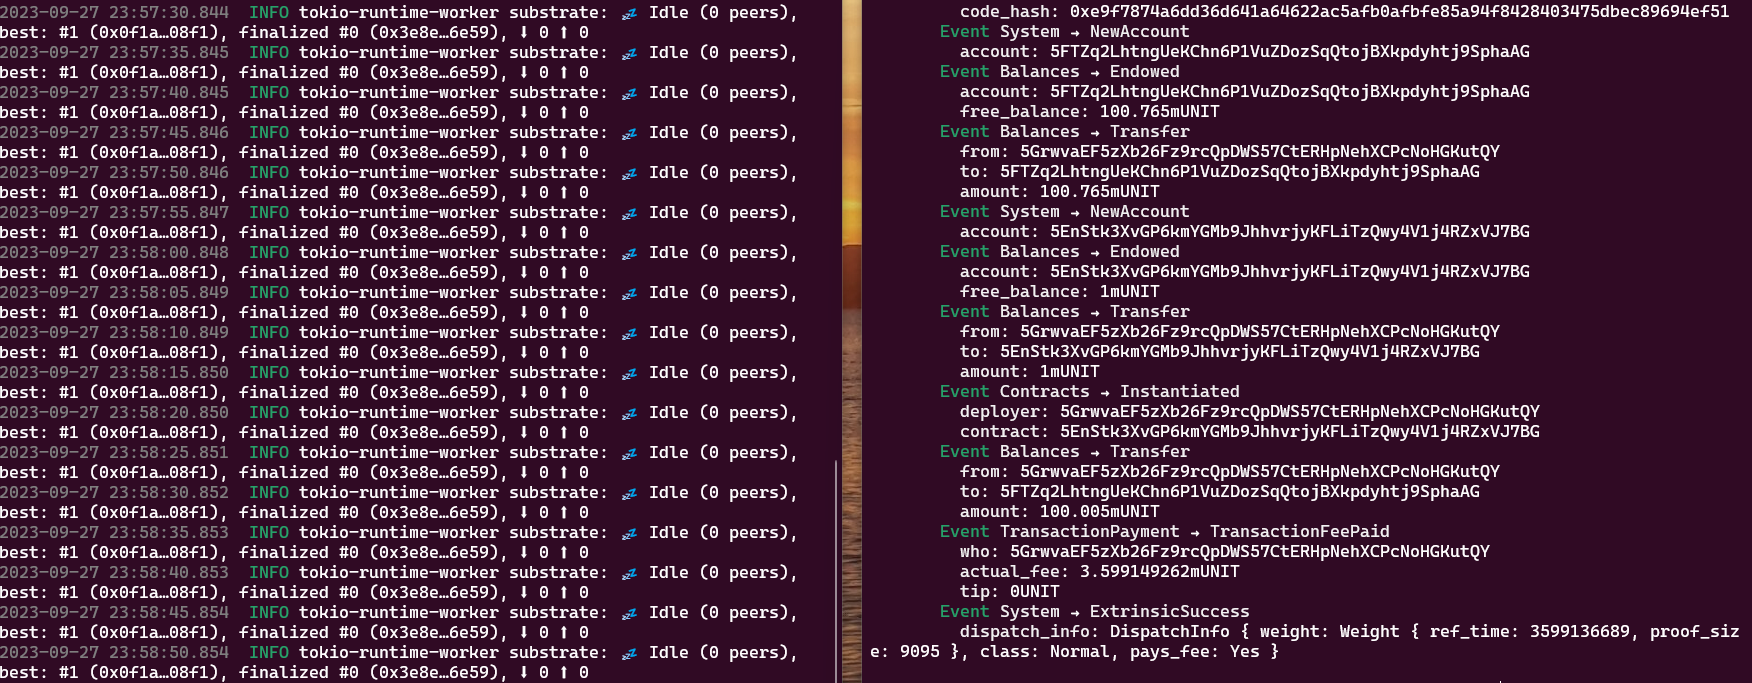 2023-09-27 23:57:30.844  INFO tokio-runtime-worker substrate: 💤 Idle (0 peers),
best: #1 (0x0f1a…08f1), finalized #0 (0x3e8e…6e59), ⬇ 0 ⬆ 0
2023-09-27 23:57:35.845  INFO tokio-runtime-worker substrate: 💤 Idle (0 peers),
best: #1 (0x0f1a…08f1), finalized #0 (0x3e8e…6e59), ⬇ 0 ⬆ 0
2023-09-27 23:57:40.845  INFO tokio-runtime-worker substrate: 💤 Idle (0 peers),
best: #1 (0x0f1a…08f1), finalized #0 (0x3e8e…6e59), ⬇ 0 ⬆ 0
2023-09-27 23:57:45.846  INFO tokio-runtime-worker substrate: 💤 Idle (0 peers),
best: #1 (0x0f1a…08f1), finalized #0 (0x3e8e…6e59), ⬇ 0 ⬆ 0
2023-09-27 23:57:50.846  INFO tokio-runtime-worker substrate: 💤 Idle (0 peers),
best: #1 (0x0f1a…08f1), finalized #0 (0x3e8e…6e59), ⬇ 0 ⬆ 0
2023-09-27 23:57:55.847  INFO tokio-runtime-worker substrate: 💤 Idle (0 peers),
best: #1 (0x0f1a…08f1), finalized #0 (0x3e8e…6e59), ⬇ 0 ⬆ 0
2023-09-27 23:58:00.848  INFO tokio-runtime-worker substrate: 💤 Idle (0 peers),
best: #1 (0x0f1a…08f1), finalized #0 (0x3e8e…6e59), ⬇ 0 ⬆ 0
2023-09-27 23:58:05.849  INFO tokio-runtime-worker substrate: 💤 Idle (0 peers),
best: #1 (0x0f1a…08f1), finalized #0 (0x3e8e…6e59), ⬇ 0 ⬆ 0
2023-09-27 23:58:10.849  INFO tokio-runtime-worker substrate: 💤 Idle (0 peers),
best: #1 (0x0f1a…08f1), finalized #0 (0x3e8e…6e59), ⬇ 0 ⬆ 0
2023-09-27 23:58:15.850  INFO tokio-runtime-worker substrate: 💤 Idle (0 peers),
best: #1 (0x0f1a…08f1), finalized #0 (0x3e8e…6e59), ⬇ 0 ⬆ 0
2023-09-27 23:58:20.850  INFO tokio-runtime-worker substrate: 💤 Idle (0 peers),
best: #1 (0x0f1a…08f1), finalized #0 (0x3e8e…6e59), ⬇ 0 ⬆ 0
2023-09-27 23:58:25.851  INFO tokio-runtime-worker substrate: 💤 Idle (0 peers),
best: #1 (0x0f1a…08f1), finalized #0 (0x3e8e…6e59), ⬇ 0 ⬆ 0
2023-09-27 23:58:30.852  INFO tokio-runtime-worker substrate: 💤 Idle (0 peers),
best: #1 (0x0f1a…08f1), finalized #0 (0x3e8e…6e59), ⬇ 0 ⬆ 0
2023-09-27 23:58:35.853  INFO tokio-runtime-worker substrate: 💤 Idle (0 peers),
best: #1 (0x0f1a…08f1), finalized #0 (0x3e8e…6e59), ⬇ 0 ⬆ 0
2023-09-27 23:58:40.853  INFO tokio-runtime-worker substrate: 💤 Idle (0 peers),
best: #1 (0x0f1a…08f1), finalized #0 (0x3e8e…6e59), ⬇ 0 ⬆ 0
2023-09-27 23:58:45.854  INFO tokio-runtime-worker substrate: 💤 Idle (0 peers),
best: #1 (0x0f1a…08f1), finalized #0 (0x3e8e…6e59), ⬇ 0 ⬆ 0
2023-09-27 23:58:50.854  INFO tokio-runtime-worker substrate: 💤 Idle (0 peers),
best: #1 (0x0f1a…08f1), finalized #0 (0x3e8e…6e59), ⬇ 0 ⬆ 0
code_hash: 0xe9f7874a6dd36d641a64622ac5afb0afbfe85a94f8428403475dbec89694ef51
Event System → NewAccount
account: 5FTZq2LhtngUeKChn6P1VuZDozSqQtojBXkpdyhtj9SphaAG
Event Balances → Endowed
account: 5FTZq2LhtngUeKChn6P1VuZDozSqQtojBXkpdyhtj9SphaAG
free_balance: 100.765mUNIT
Event Balances → Transfer
from: 5GrwvaEF5zXb26Fz9rcQpDWS57CtERHpNehXCPcNoHGKutQY
to: 5FTZq2LhtngUeKChn6P1VuZDozSqQtojBXkpdyhtj9SphaAG
amount: 100.765mUNIT
Event System → NewAccount
account: 5EnStk3XvGP6kmYGMb9JhhvrjyKFLiTzQwy4V1j4RZxVJ7BG
Event Balances → Endowed
account: 5EnStk3XvGP6kmYGMb9JhhvrjyKFLiTzQwy4V1j4RZxVJ7BG
free_balance: 1mUNIT
Event Balances → Transfer
from: 5GrwvaEF5zXb26Fz9rcQpDWS57CtERHpNehXCPcNoHGKutQY
to: 5EnStk3XvGP6kmYGMb9JhhvrjyKFLiTzQwy4V1j4RZxVJ7BG
amount: 1mUNIT
Event Contracts → Instantiated
deployer: 5GrwvaEF5zXb26Fz9rcQpDWS57CtERHpNehXCPcNoHGKutQY
contract: 5EnStk3XvGP6kmYGMb9JhhvrjyKFLiTzQwy4V1j4RZxVJ7BG
Event Balances → Transfer
from: 5GrwvaEF5zXb26Fz9rcQpDWS57CtERHpNehXCPcNoHGKutQY
to: 5FTZq2LhtngUeKChn6P1VuZDozSqQtojBXkpdyhtj9SphaAG
amount: 100.005mUNIT
Event TransactionPayment → TransactionFeePaid
who: 5GrwvaEF5zXb26Fz9rcQpDWS57CtERHpNehXCPcNoHGKutQY
actual_fee: 3.599149262mUNIT
tip: 0UNIT
Event System → ExtrinsicSuccess
dispatch_info: DispatchInfo { weight: Weight { ref_time: 3599136689, proof_siz
e: 9095 }, class: Normal, pays_fee: Yes }